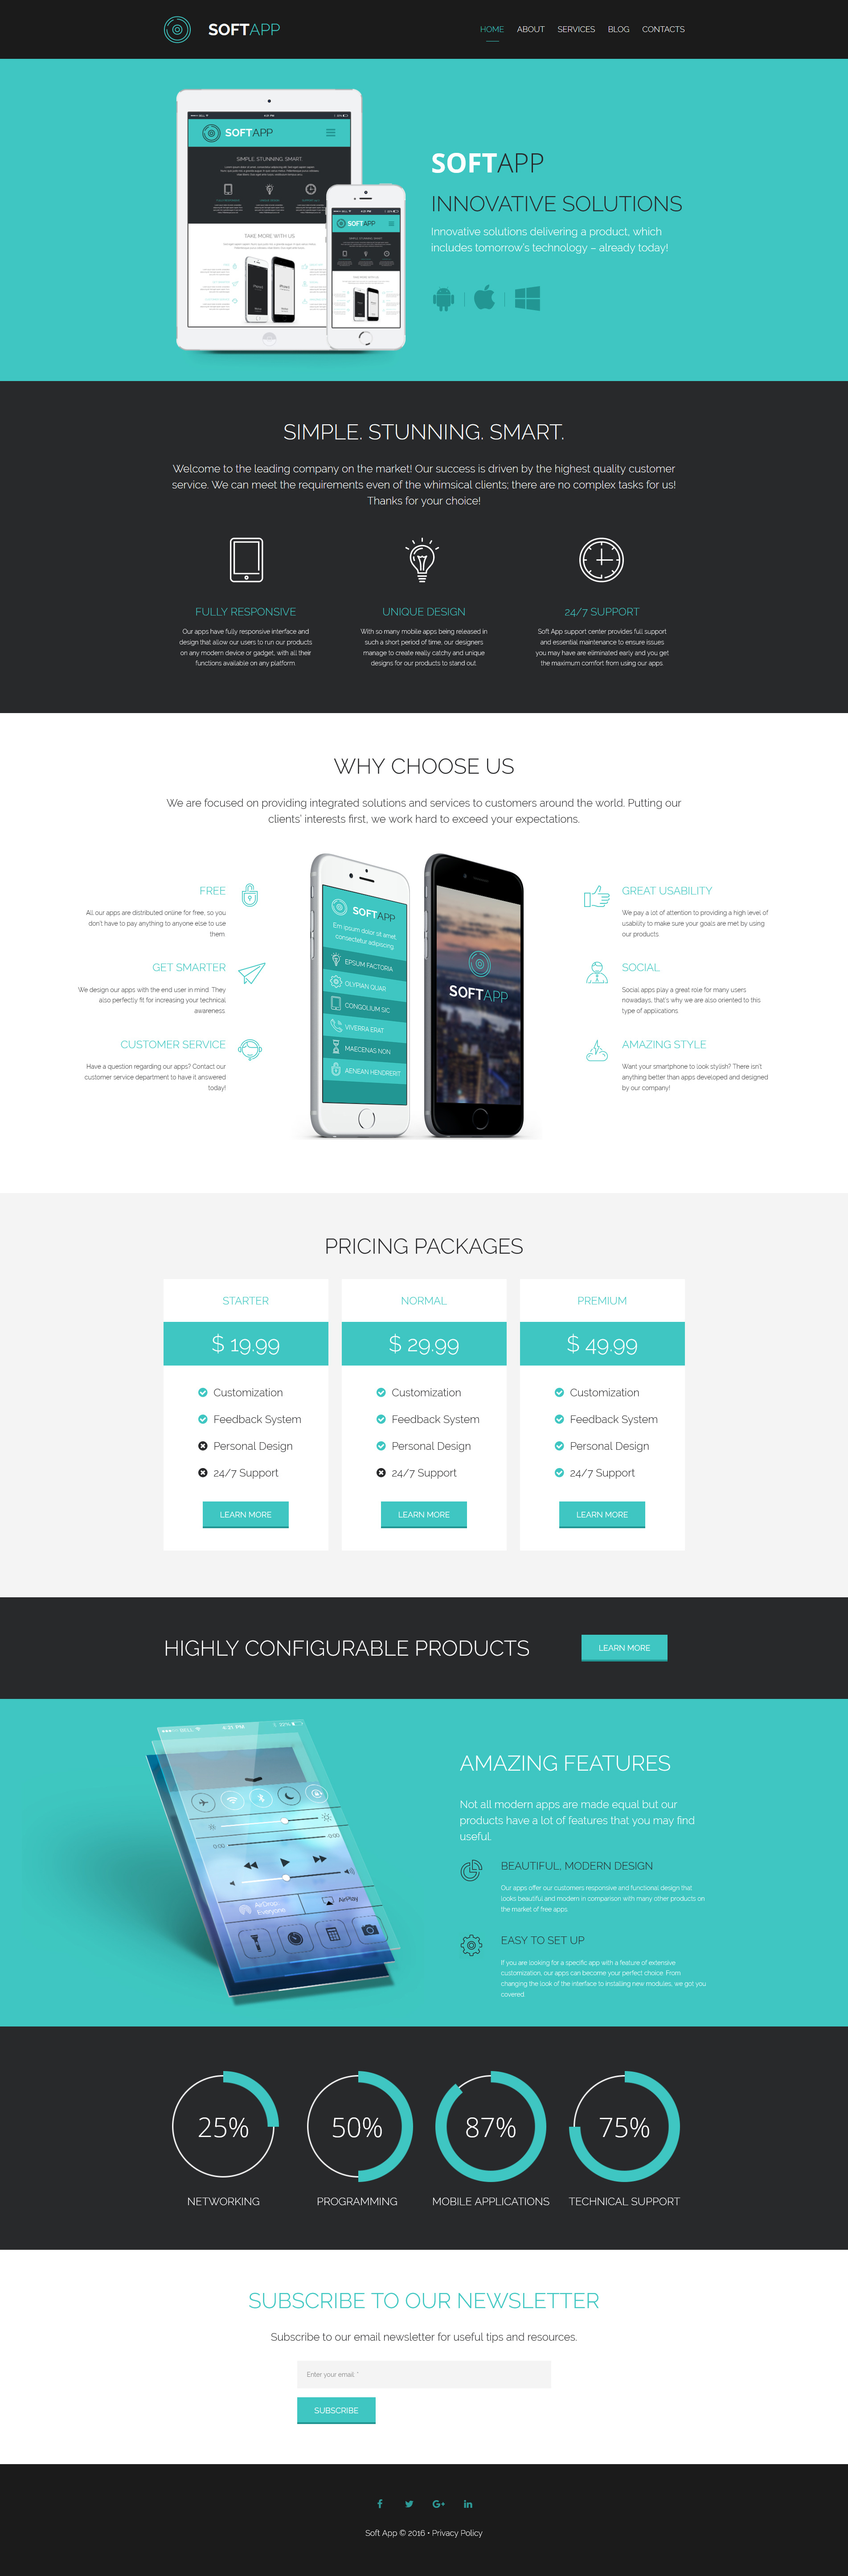 SOFTAPP
HOME ABOUT SERVICES BLOG CONTACTS
SOFTAPP
SIMPLE. STUNNING. SMART.
TAKE MORE WITH US
SOFTAPP
SOFTAPP
INNOVATIVE SOLUTIONS
Innovative solutions delivering a product, which
includes tomorrow's technology – already today!
SIMPLE. STUNNING. SMART.
Welcome to the leading company on the market! Our success is driven by the highest quality customer
service. We can meet the requirements even of the whimsical clients; there are no complex tasks for us!
Thanks for your choice!
FULLY RESPONSIVE
Our apps have fully responsive interface and
design that allow our users to run our products
on any modern device or gadget, with all their
functions available on any platform.
UNIQUE DESIGN
With so many mobile apps being released in
such a short period of time, our designers
manage to create really catchy and unique
designs for our products to stand out.
24/7 SUPPORT
Soft App support center provides full support
and essential maintenance to ensure issues
you may have are eliminated early and you get
the maximum comfort from using our apps.
WHY CHOOSE US
We are focused on providing integrated solutions and services to customers around the world. Putting our
clients' interests first, we work hard to exceed your expectations.
FREE
All our apps are distributed online for free, so you
don't have to pay anything to anyone else to use
them.
GET SMARTER
We design our apps with the end user in mind. They
also perfectly fit for increasing your technical
awareness.
CUSTOMER SERVICE
Have a question regarding our apps? Contact our
customer service department to have it answered
today!
SOFTAPP
Em ipsum dolor sit amet,
consectetur adipiscing
EPSUM FACTORIA
OLYPIAN QUAR
CONGOLIUM SIC
VIVERRA ERAT
MAECENAS NON
AENEAN HENDRERIT
SOFTAPP
GREAT USABILITY
We pay a lot of attention to providing a high level of
usability to make sure your goals are met by using
our products.
SOCIAL
Social apps play a great role for many users
nowadays, that's why we are also oriented to this
type of applications.
AMAZING STYLE
Want your smartphone to look stylish? There isn't
anything better than apps developed and designed
by our company!
PRICING PACKAGES
STARTER
$ 19.99
Customization
Feedback System
Personal Design
24/7 Support
LEARN MORE
NORMAL
$ 29.99
Customization
Feedback System
Personal Design
24/7 Support
LEARN MORE
PREMIUM
$ 49.99
Customization
Feedback System
Personal Design
24/7 Support
LEARN MORE
HIGHLY CONFIGURABLE PRODUCTS
LEARN MORE
BELL 4:21 PM 22%
0:00 0:00
AirDrop:
Everyone
AirPlay
AMAZING FEATURES
Not all modern apps are made equal but our
products have a lot of features that you may find
useful.
BEAUTIFUL, MODERN DESIGN
Our apps offer our customers responsive and functional design that
looks beautiful and modern in comparison with many other products on
the market of free apps.
EASY TO SET UP
If you are looking for a specific app with a feature of extensive
customization, our apps can become your perfect choice. From
changing the look of the interface to installing new modules, we got you
covered.
25%
NETWORKING
50%
PROGRAMMING
87%
MOBILE APPLICATIONS
75%
TECHNICAL SUPPORT
SUBSCRIBE TO OUR NEWSLETTER
Subscribe to our email newsletter for useful tips and resources.
Enter your email: *
SUBSCRIBE
Soft App © 2016 • Privacy Policy